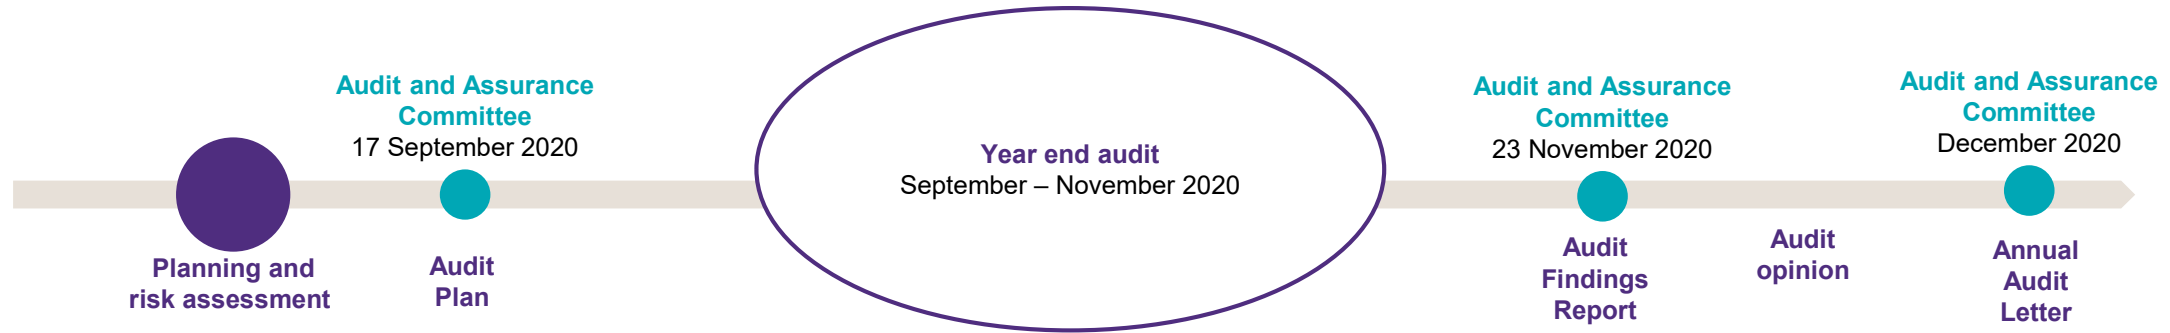 Audit and Assurance
Committee
17 September 2020
Planning and
risk assessment
Audit
Plan
Year end audit
September – November 2020
Audit and Assurance
Committee
23 November 2020
Audit
Findings
Report
Audit
opinion
Audit and Assurance
Committee
December 2020
Annual
Audit
Letter